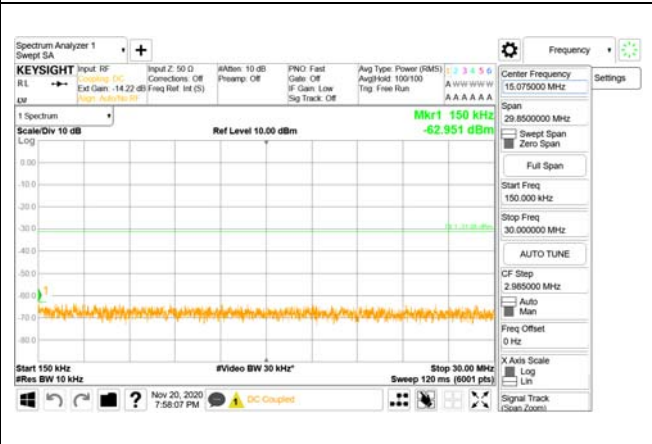 Spectrum Analyzer 1
Swept SA
Frequency
Settings
KEYSIGHT
RL
Input: RF
Coupling: DC
Ext Gain: -14.22 dB
Align: Auto/No RF
Input Z: 50 Ω
Corrections: Off
Freq Ref: Int (S)
#Atten: 10 dB
Preamp: Off
PNO: Fast
Gate: Off
IF Gain: Low
Sig Track: Off
Avg Type: Power (RMS)
Avg|Hold: 100/100
Trig: Free Run
1 2 3 4 5 6
A W W W W W
A A A A A A
1 Spectrum
Scale/Div 10 dB
Log
Ref Level 10.00 dBm
Mkr1 150 kHz
-62.951 dBm
0.00
-10.0
-20.0
-30.0
-40.0
-50.0
-60.0
-70.0
-80.0
1
Start 150 kHz
#Res BW 10 kHz
#Video BW 30 kHz*
Stop 30.00 MHz
Sweep 120 ms (6001 pts)
Center Frequency
15.075000 MHz
Span
29.8500000 MHz
Swept Span
Zero Span
Full Span
Start Freq
150.000 kHz
Stop Freq
30.000000 MHz
AUTO TUNE
CF Step
2.985000 MHz
Auto
Man
Freq Offset
0 Hz
X Axis Scale
Log
Lin
Signal Track
(Span Zoom)
?
Nov 20, 2020
7:58:07 PM
1
DC Coupled